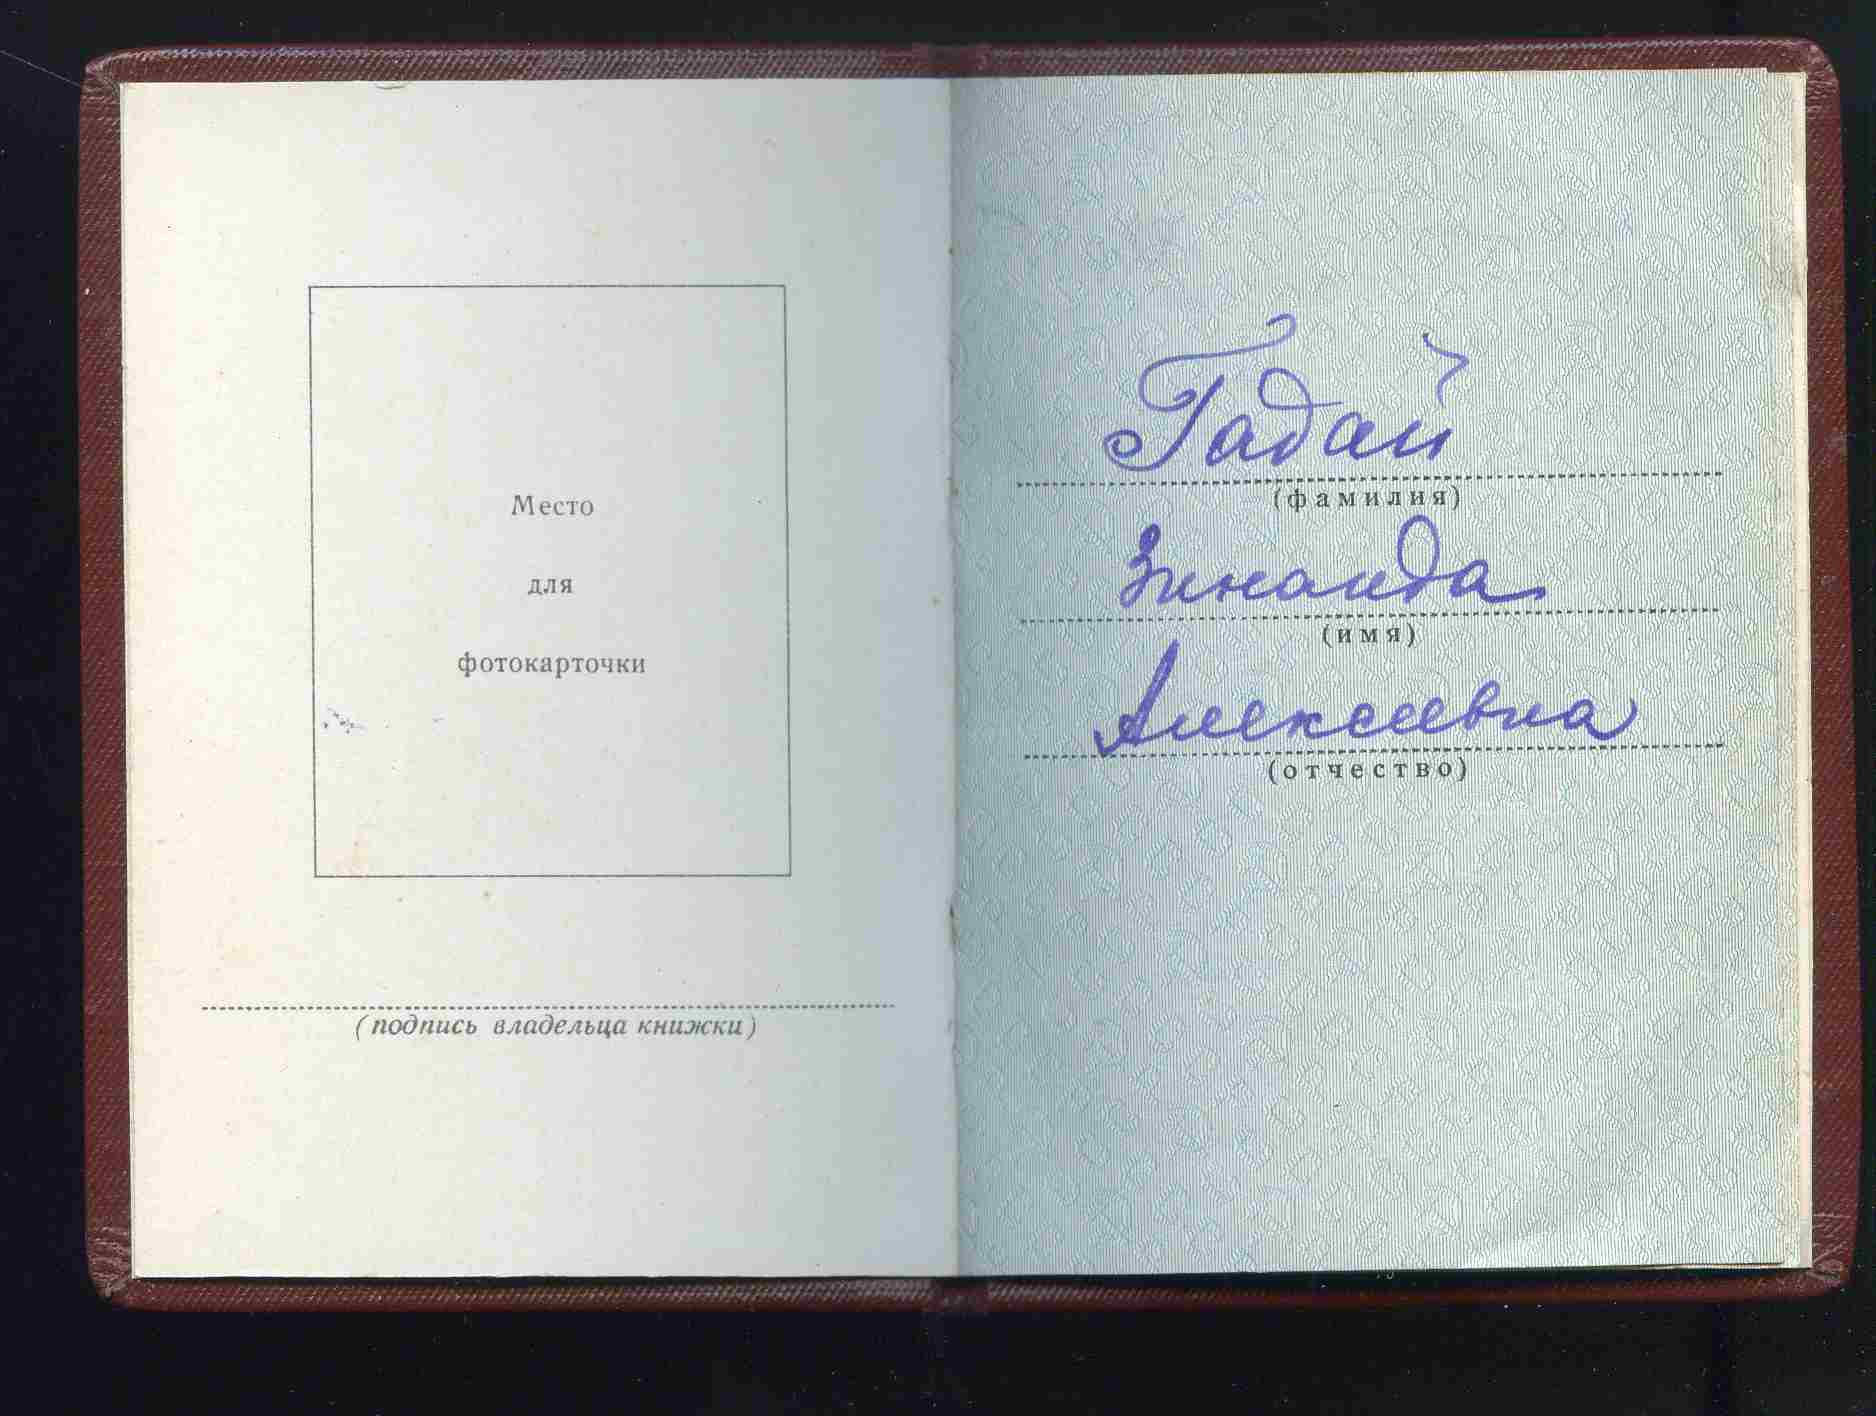 Место
для
фотокарточки
(подпись владельца книжки)
Гадай
(фамилия)
Зинаида
(имя)
Алексеевна
(отчество)